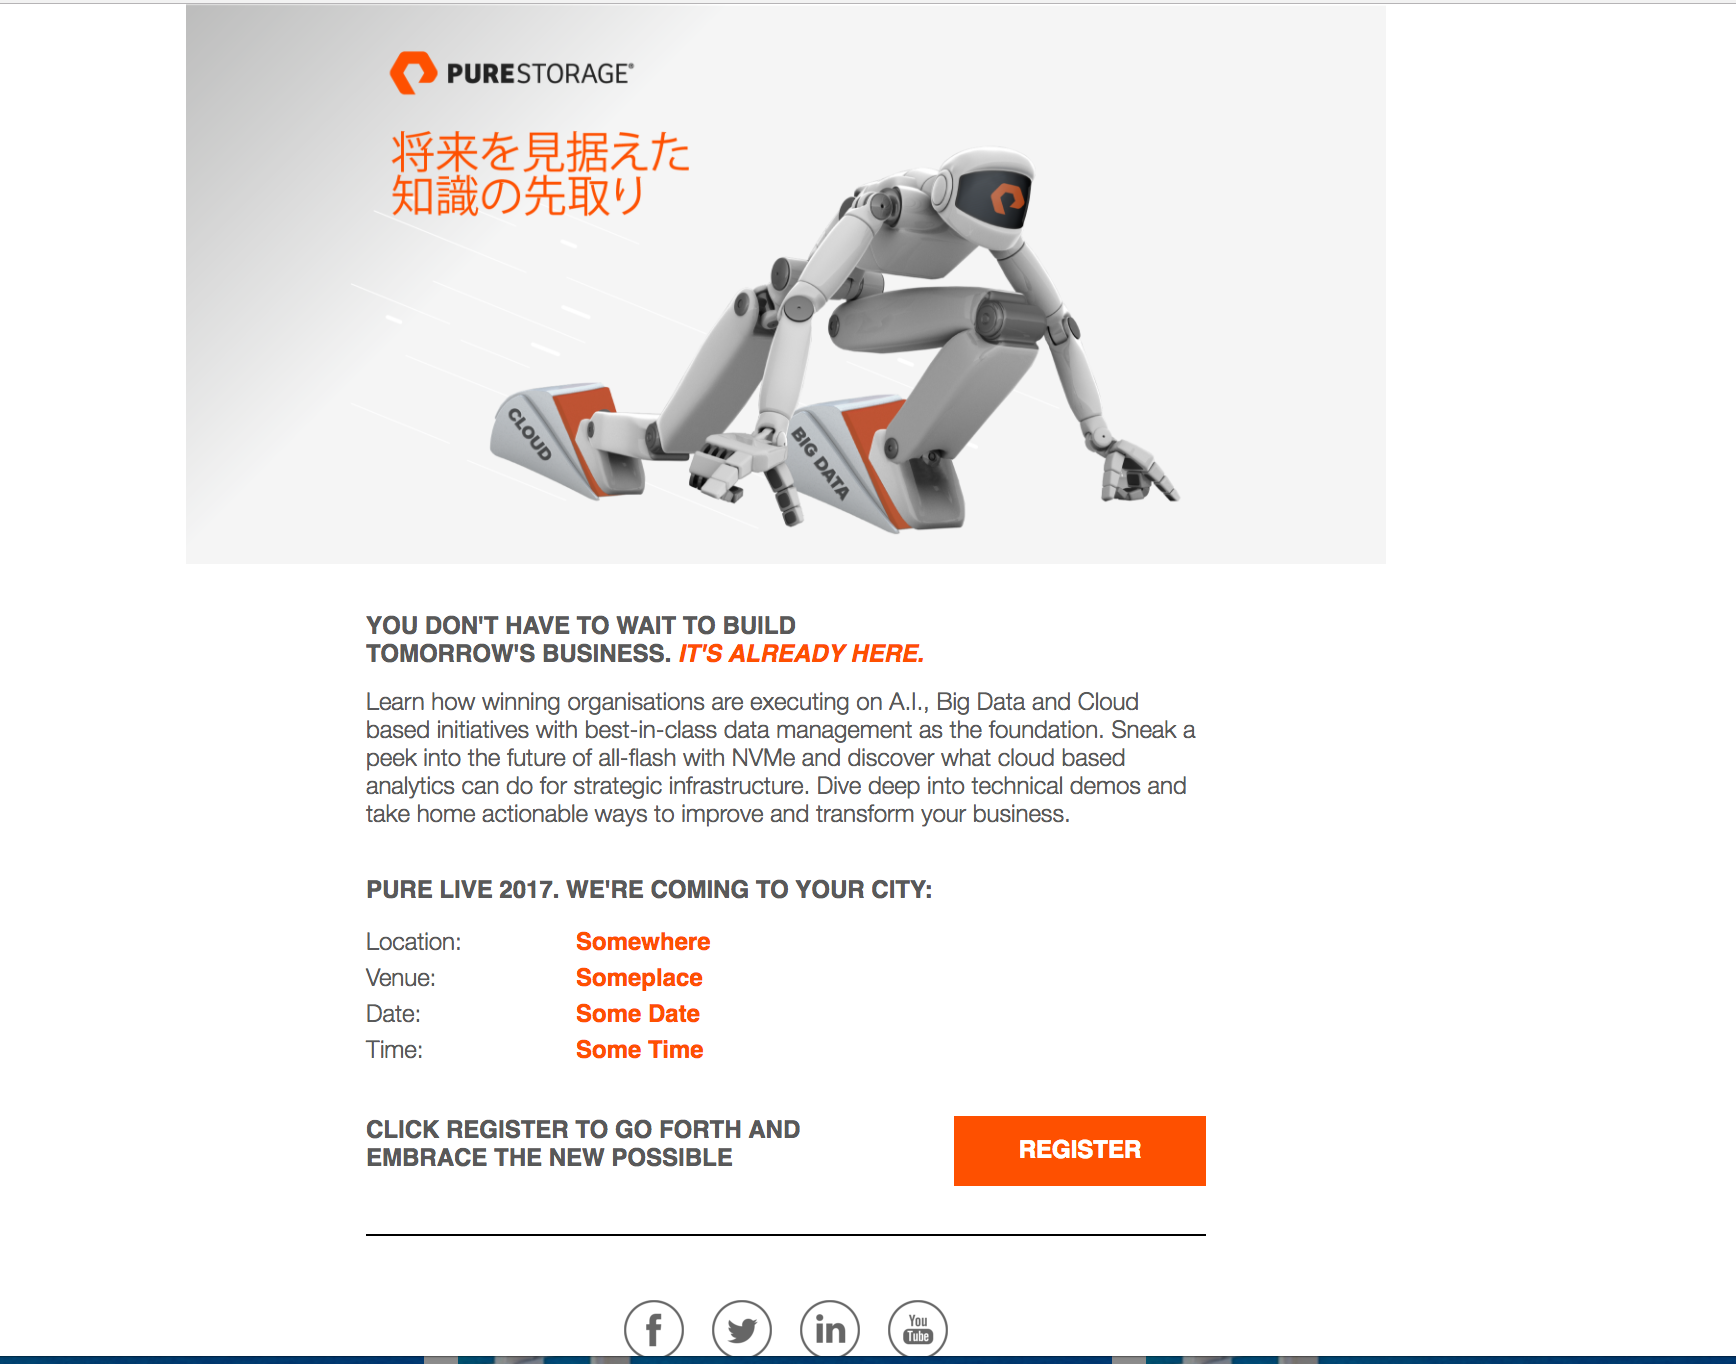 PURESTORAGE®
将来を見据えた
知識の先取り
CLOUD
BIG DATA
YOU DON'T HAVE TO WAIT TO BUILD
TOMORROW'S BUSINESS. IT'S ALREADY HERE.
Learn how winning organisations are executing on A.I., Big Data and Cloud
based initiatives with best-in-class data management as the foundation. Sneak a
peek into the future of all-flash with NVMe and discover what cloud based
analytics can do for strategic infrastructure. Dive deep into technical demos and
take home actionable ways to improve and transform your business.
PURE LIVE 2017. WE'RE COMING TO YOUR CITY:
Location: Somewhere
Venue: Someplace
Date: Some Date
Time: Some Time
CLICK REGISTER TO GO FORTH AND
EMBRACE THE NEW POSSIBLE
REGISTER
You
Tube